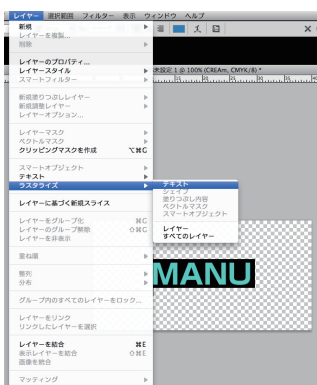 レイヤー 選択範囲 フィルター 表示 ウィンドウ ヘルプ
新規
レイヤーを複製...
削除
レイヤーのプロパティ...
レイヤースタイル
スマートフィルター
新規塗りつぶしレイヤー
新規調整レイヤー
レイヤーオプション...
レイヤーマスク
ベクトルマスク
クリッピングマスクを作成 ⌥⌘G
スマートオブジェクト
テキスト
ラスタライズ
レイヤーに基づく新規スライス
レイヤーをグループ化 ⌘G
レイヤーのグループ解除 ⇧⌘G
レイヤーを非表示
重ね順
整列
分布
グループ内のすべてのレイヤーをロック...
レイヤーをリンク
リンクしたレイヤーを選択
レイヤーを結合 ⌘E
表示レイヤーを結合 ⇧⌘E
画像を統合
マッティング
テキスト
シェイプ
塗りつぶし内容
ベクトルマスク
スマートオブジェクト
レイヤー
すべてのレイヤー
未設定 1 @ 100% (CREAm, CMYK/8) *
MANU